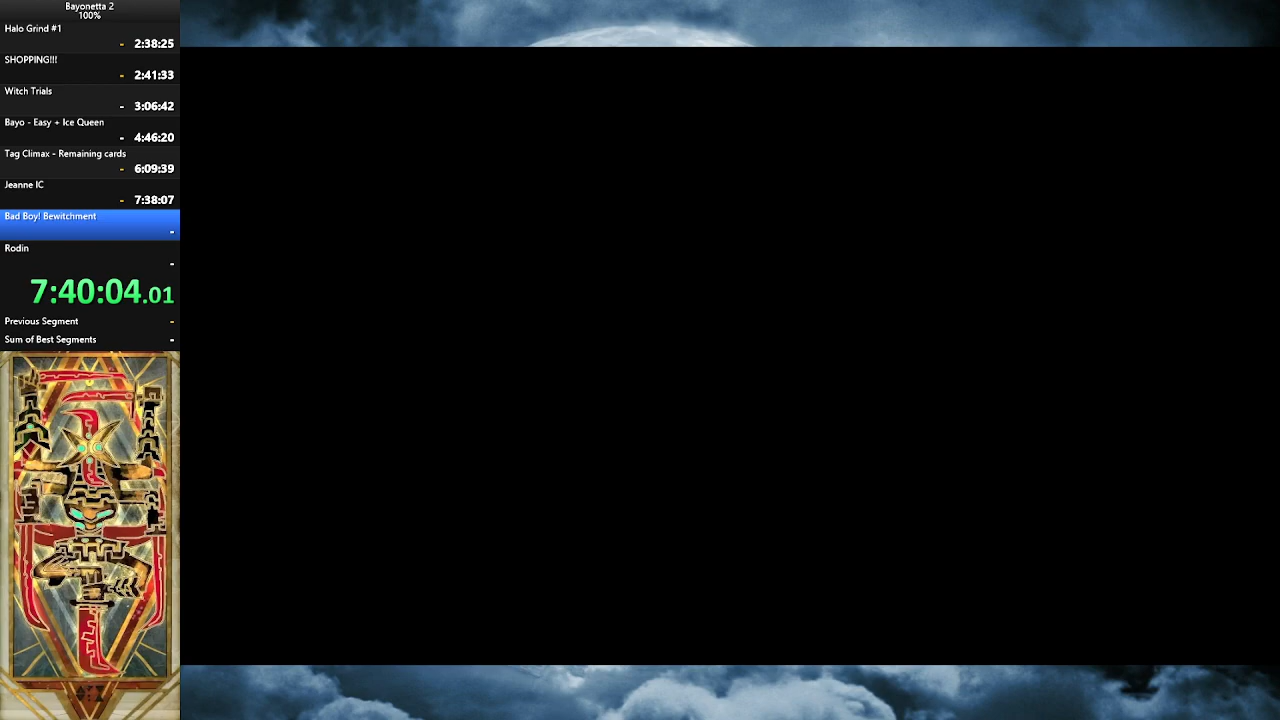 Bayonetta 2
100%
Halo Grind #1
- 2:38:25
SHOPPING!!!
- 2:41:33
Witch Trials
- 3:06:42
Bayo - Easy + Ice Queen
- 4:46:20
Tag Climax - Remaining cards
- 6:09:39
Jeanne IC
- 7:38:07
Bad Boy! Bewitchment
-
Rodin
-
7:40:04.01
Previous Segment -
Sum of Best Segments -